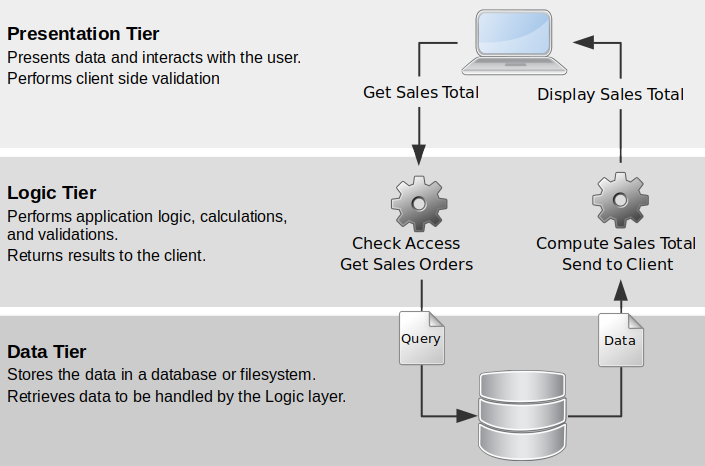 Presentation Tier
Presents data and interacts with the user.
Performs client side validation
Get Sales Total
Display Sales Total
Logic Tier
Performs application logic, calculations,
and validations.
Returns results to the client.
Check Access
Get Sales Orders
Compute Sales Total
Send to Client
Data Tier
Stores the data in a database or filesystem.
Retrieves data to be handled by the Logic layer.
Query
Data